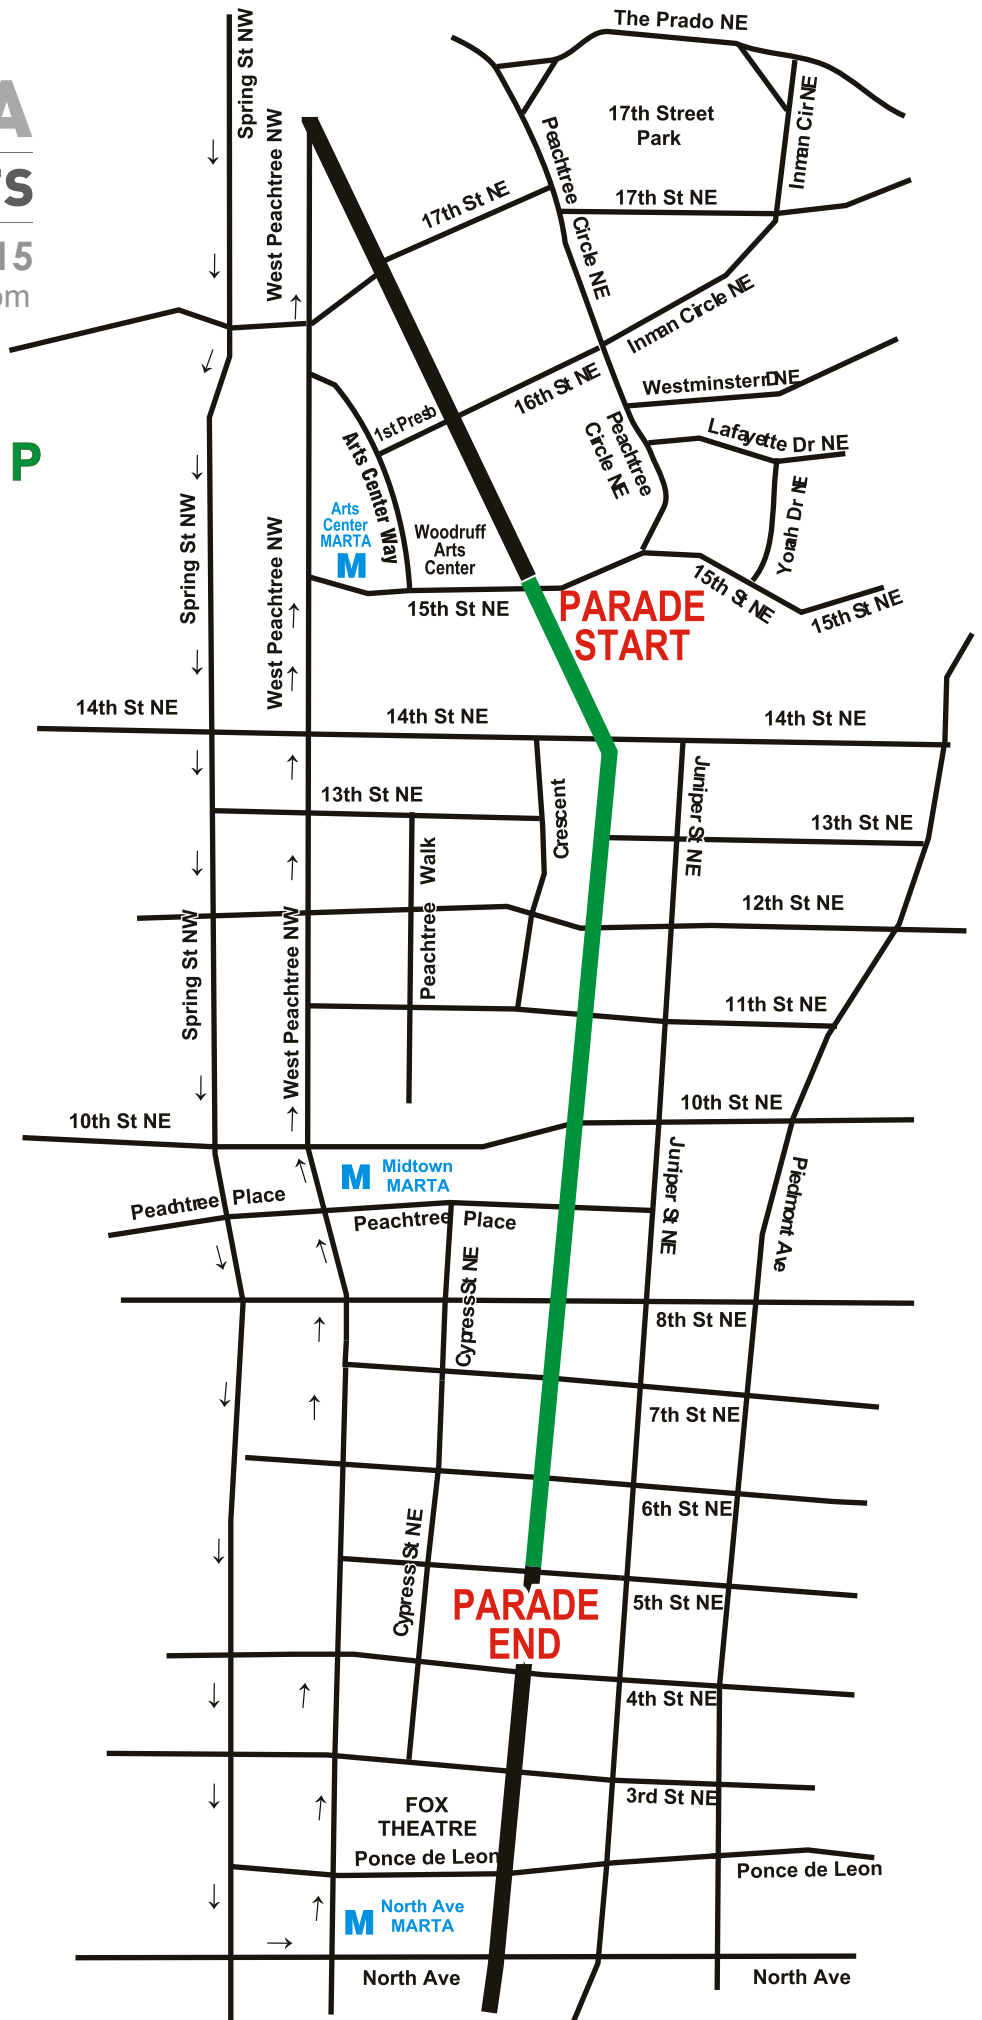 The Prado NE
Spring St NW
A
West Peachtree NW
17th Street
Park
Peachtree
Inman Cir NE
TS
17th St NE
17th St NE
15
Circle NE
om
Inman Circle NE
16th St NE
Westminster D NE
1st Presb
Peachtree
Circle NE
Lafayette Dr NE
P
Arts Center Way
Yonah Dr NE
Arts
Center
MARTA
M
Woodruff
Arts
Center
Spring St NW
West Peachtree NW
15th St NE
15th St NE
15th St NE
PARADE
START
14th St NE
14th St NE
14th St NE
13th St NE
Crescent
Juniper St NE
13th St NE
Peachtree Walk
12th St NE
Spring St NW
West Peachtree NW
11th St NE
10th St NE
10th St NE
M
Midtown
MARTA
Juniper St NE
Piedmont Ave
Peachtree Place
Peachtree Place
Cypress St NE
8th St NE
7th St NE
6th St NE
Cypress St NE
5th St NE
PARADE
END
4th St NE
3rd St NE
FOX
THEATRE
Ponce de Leon
Ponce de Leon
M
North Ave
MARTA
North Ave
North Ave